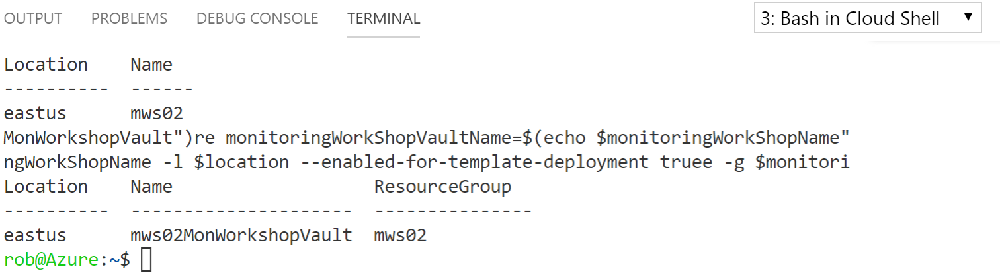 OUTPUT PROBLEMS DEBUG CONSOLE TERMINAL 3: Bash in Cloud Shell ▼
Location    Name
----------  ------
eastus      mws02
MonWorkshopVault")re monitoringWorkShopVaultName=$(echo $monitoringWorkShopName"
ngWorkShopName -l $location --enabled-for-template-deployment truee -g $monitori
Location    Name                   ResourceGroup
----------  ---------------------  ---------------
eastus      mws02MonWorkshopVault  mws02
rob@Azure:~$